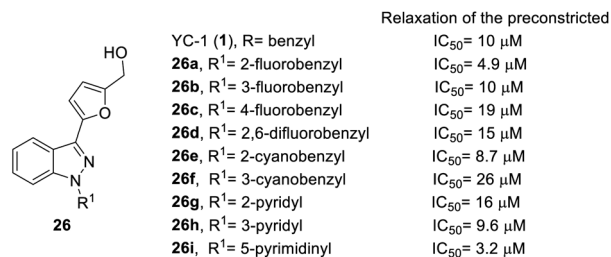 Relaxation of the preconstricted
YC-1 (1), R= benzyl IC50= 10 μM
26a, R1= 2-fluorobenzyl IC50= 4.9 μM
26b, R1= 3-fluorobenzyl IC50= 10 μM
26c, R1= 4-fluorobenzyl IC50= 19 μM
26d, R1= 2,6-difluorobenzyl IC50= 15 μM
26e, R1= 2-cyanobenzyl IC50= 8.7 μM
26f, R1= 3-cyanobenzyl IC50= 26 μM
26g, R1= 2-pyridyl IC50= 16 μM
26h, R1= 3-pyridyl IC50= 9.6 μM
26i, R1= 5-pyrimidinyl IC50= 3.2 μM
HO
O
N
N
R1
26